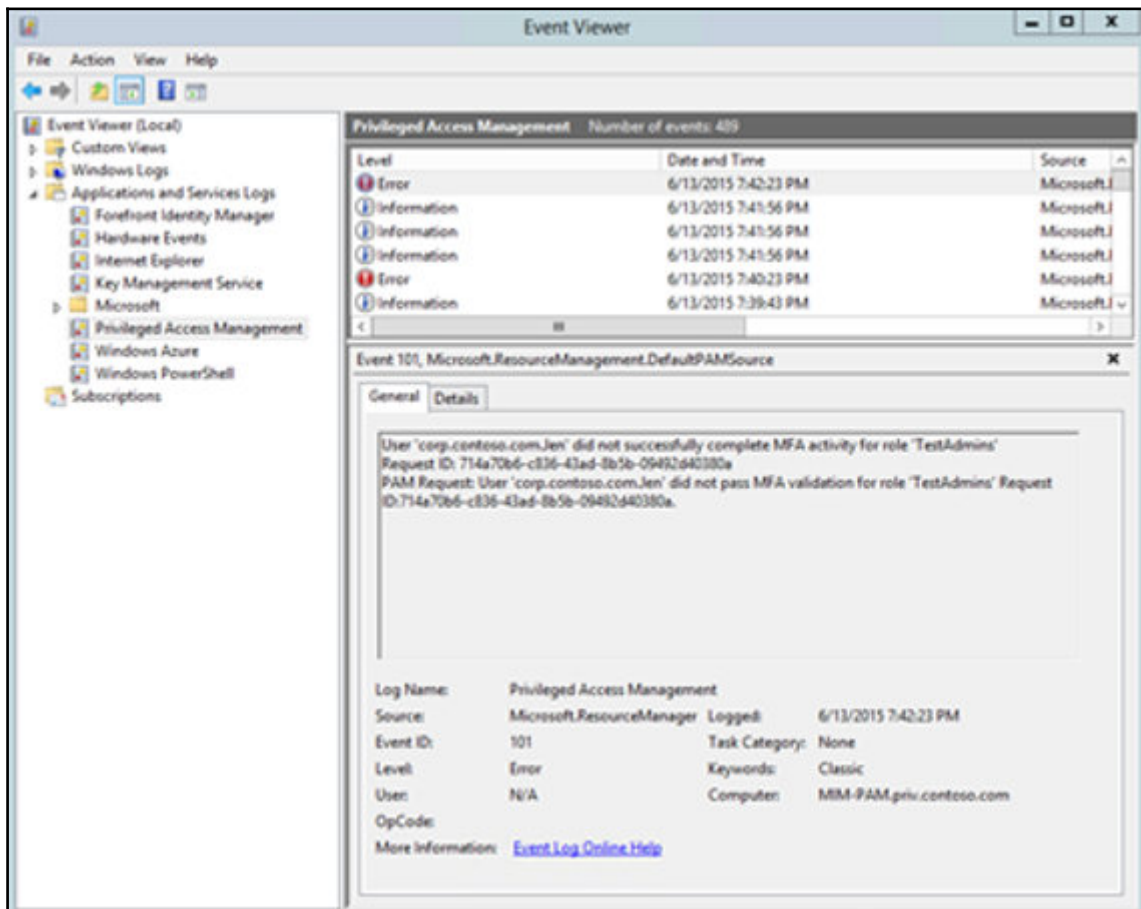 Event Viewer
File Action View Help
Event Viewer (Local)
Custom Views
Windows Logs
Applications and Services Logs
Forefront Identity Manager
Hardware Events
Internet Explorer
Key Management Service
Microsoft
Privileged Access Management
Windows Azure
Windows PowerShell
Subscriptions
Privileged Access Management Number of events: 489
Level Date and Time Source
Error 6/13/2015 7:42:23 PM Microsoft.
Information 6/13/2015 7:41:56 PM Microsoft.
Information 6/13/2015 7:41:56 PM Microsoft.
Information 6/13/2015 7:41:56 PM Microsoft.
Error 6/13/2015 7:40:23 PM Microsoft.
Information 6/13/2015 7:39:43 PM Microsoft.
Event 101, Microsoft.ResourceManagement.DefaultPAMSource
General Details
User 'corp.contoso.com.Jen' did not successfully complete MFA activity for role 'TestAdmins'
Request ID: 714a70b6-c836-43ad-8b5b-09492d40380a
PAM Request: User 'corp.contoso.com.Jen' did not pass MFA validation for role 'TestAdmins' Request
ID:714a70b6-c836-43ad-8b5b-09492d40380a.
Log Name: Privileged Access Management
Source: Microsoft.ResourceManager Logged: 6/13/2015 7:42:23 PM
Event ID: 101 Task Category: None
Level: Error Keywords: Classic
User: N/A Computer: MIM-PAM.priv.contoso.com
OpCode:
More Information: Event Log Online Help